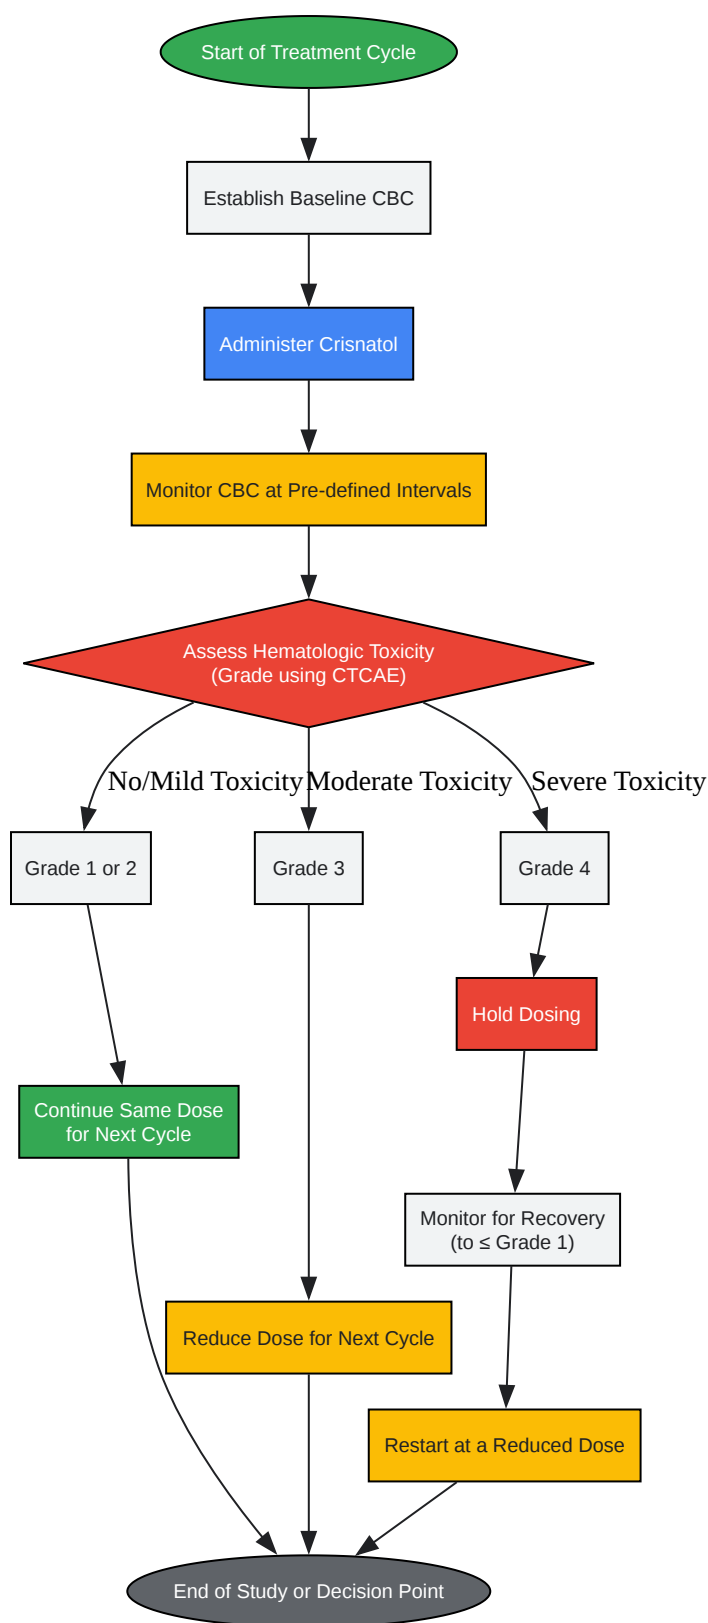 Start of Treatment Cycle
Establish Baseline CBC
Administer Crisnatol
Monitor CBC at Pre-defined Intervals
Assess Hematologic Toxicity
(Grade using CTCAE)
No/Mild Toxicity
Moderate Toxicity
Severe Toxicity
Grade 1 or 2
Grade 3
Grade 4
Hold Dosing
Continue Same Dose
for Next Cycle
Monitor for Recovery
(to ≤ Grade 1)
Reduce Dose for Next Cycle
Restart at a Reduced Dose
End of Study or Decision Point